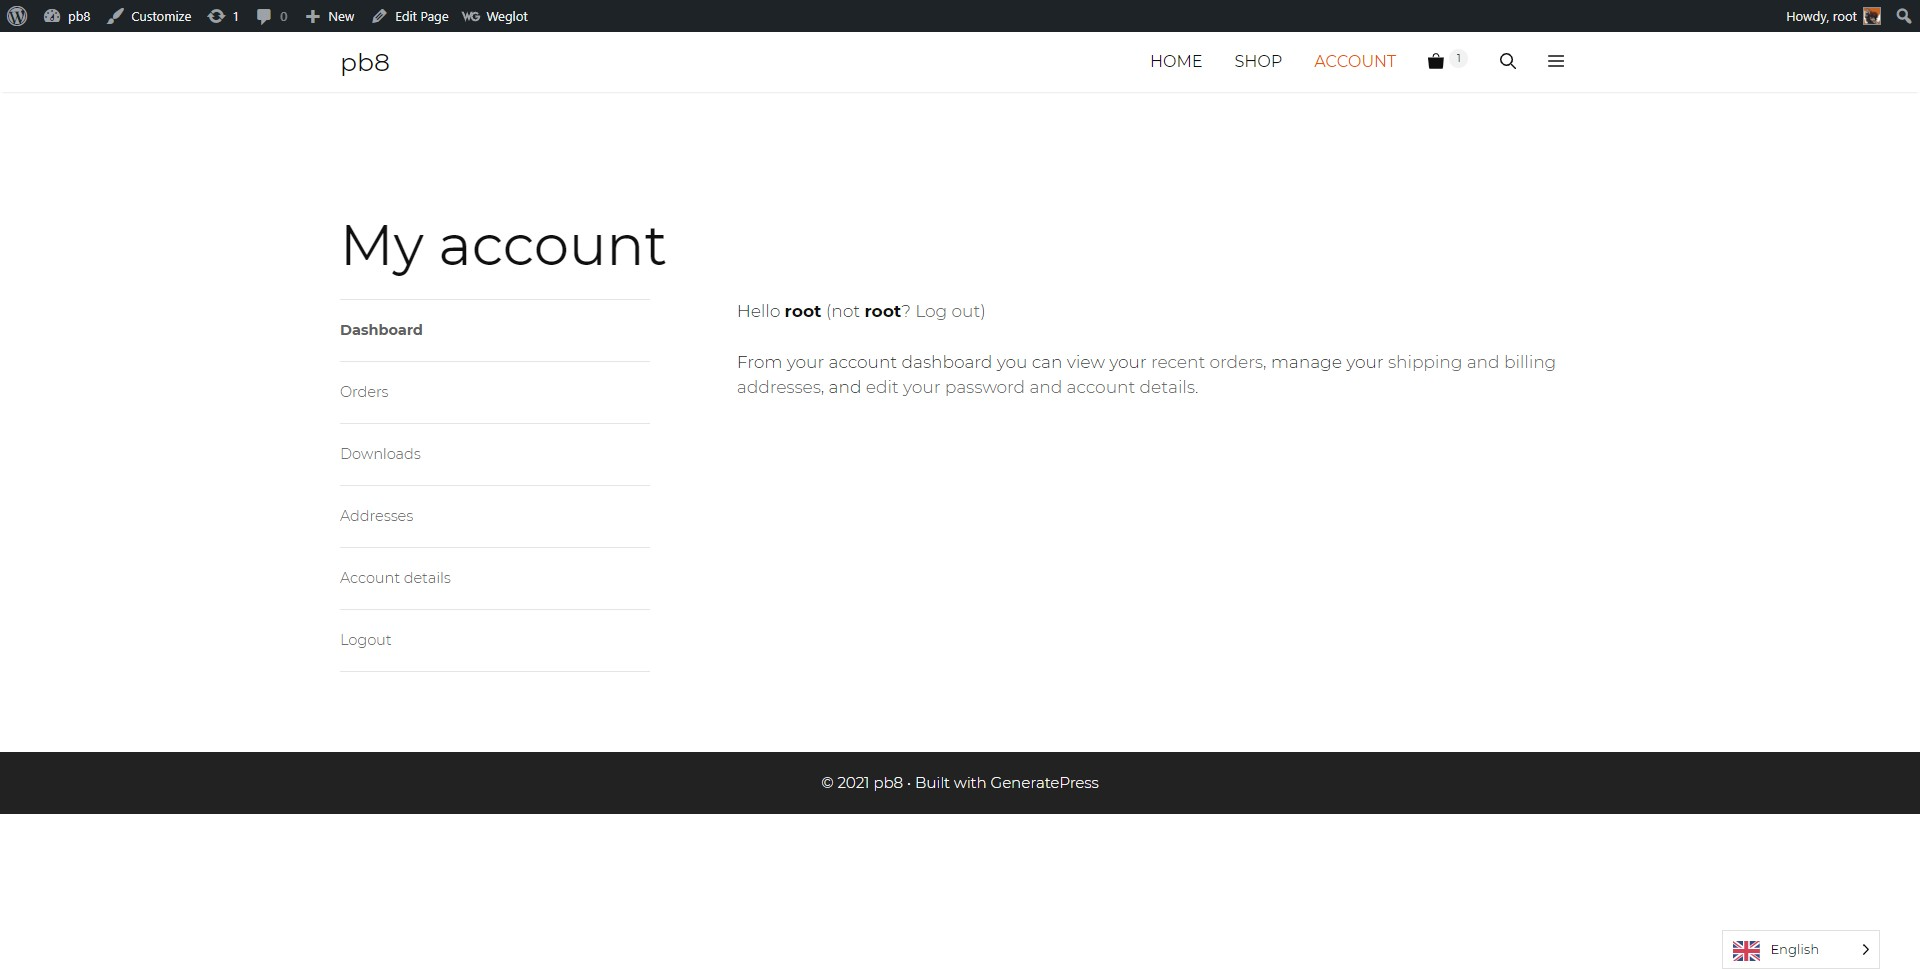 pb8 Customize 1 0 New Edit Page WG Weglot Howdy, root
pb8 HOME SHOP ACCOUNT 1
My account
Dashboard
Orders
Downloads
Addresses
Account details
Logout
Hello root (not root? Log out)
From your account dashboard you can view your recent orders, manage your shipping and billing
addresses, and edit your password and account details.
© 2021 pb8 • Built with GeneratePress
English